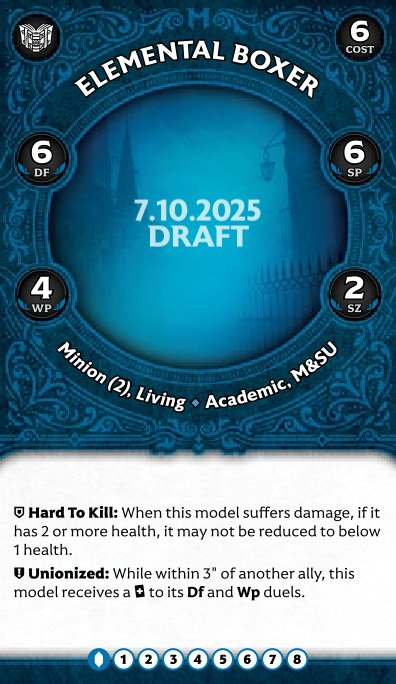 6
COST
ELEMENTAL BOXER
6
DF
6
SP
7.10.2025
DRAFT
4
WP
2
SZ
Minion (2), Living ◆ Academic, M&SU
Hard To Kill: When this model suffers damage, if it
has 2 or more health, it may not be reduced to below
1 health.
Unionized: While within 3" of another ally, this
model receives a to its Df and Wp duels.
1 2 3 4 5 6 7 8